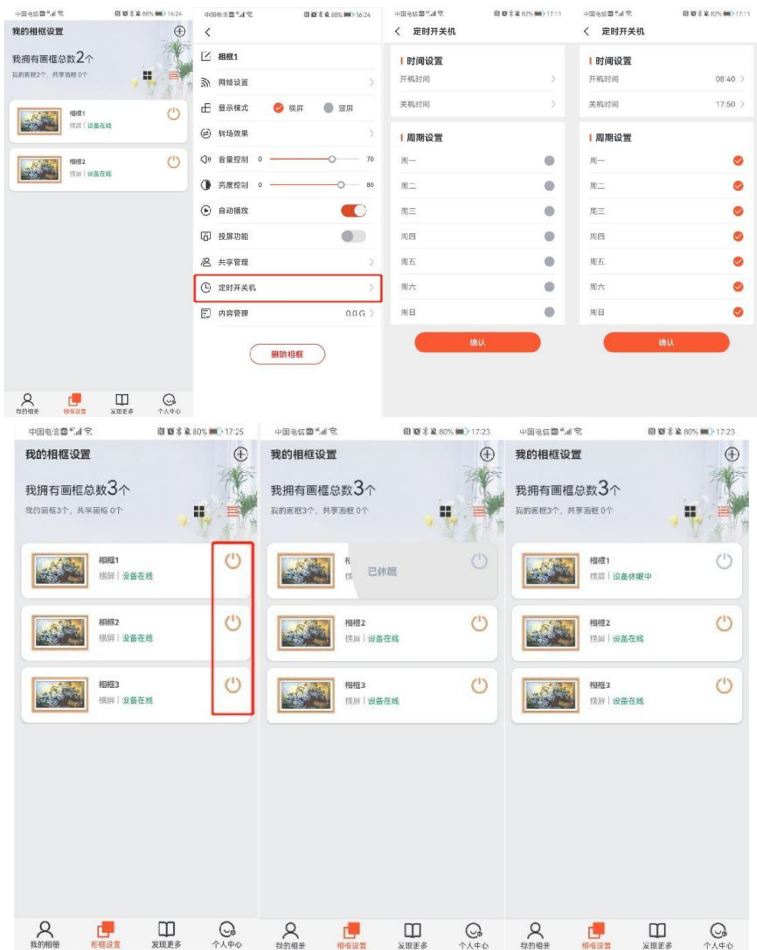 中国电信
88%
16:24
我的相框设置
我拥有画框总数2个
我的画框2个，共享画框 0个
相框1
横屏 | 设备在线
相框2
横屏 | 设备在线
我的相册
相框设置
发现更多
个人中心
中国电信
88%
16:24
相框1
网络设置
显示模式
横屏
竖屏
转场效果
音量控制 0 70
亮度控制 0 80
自动播放
投屏功能
共享管理
定时开关机
内容管理 0.0 G
删除相框
中国电信
82%
17:11
定时开关机
时间设置
开机时间
关机时间
周期设置
周一
周二
周三
周四
周五
周六
周日
确认
中国电信
82%
17:11
定时开关机
时间设置
开机时间 08:40
关机时间 17:50
周期设置
周一
周二
周三
周四
周五
周六
周日
确认
中国电信
80%
17:25
我的相框设置
我拥有画框总数3个
我的画框3个，共享画框 0个
相框1
横屏 | 设备在线
相框2
横屏 | 设备在线
相框3
横屏 | 设备在线
我的相册
相框设置
发现更多
个人中心
中国电信
80%
17:23
我的相框设置
我拥有画框总数3个
我的画框3个，共享画框 0个
已休眠
相框2
横屏 | 设备在线
相框3
横屏 | 设备在线
我的相册
相框设置
发现更多
个人中心
中国电信
80%
17:23
我的相框设置
我拥有画框总数3个
我的画框3个，共享画框 0个
相框1
横屏 | 设备休眠中
相框2
横屏 | 设备在线
相框3
横屏 | 设备在线
我的相册
相框设置
发现更多
个人中心